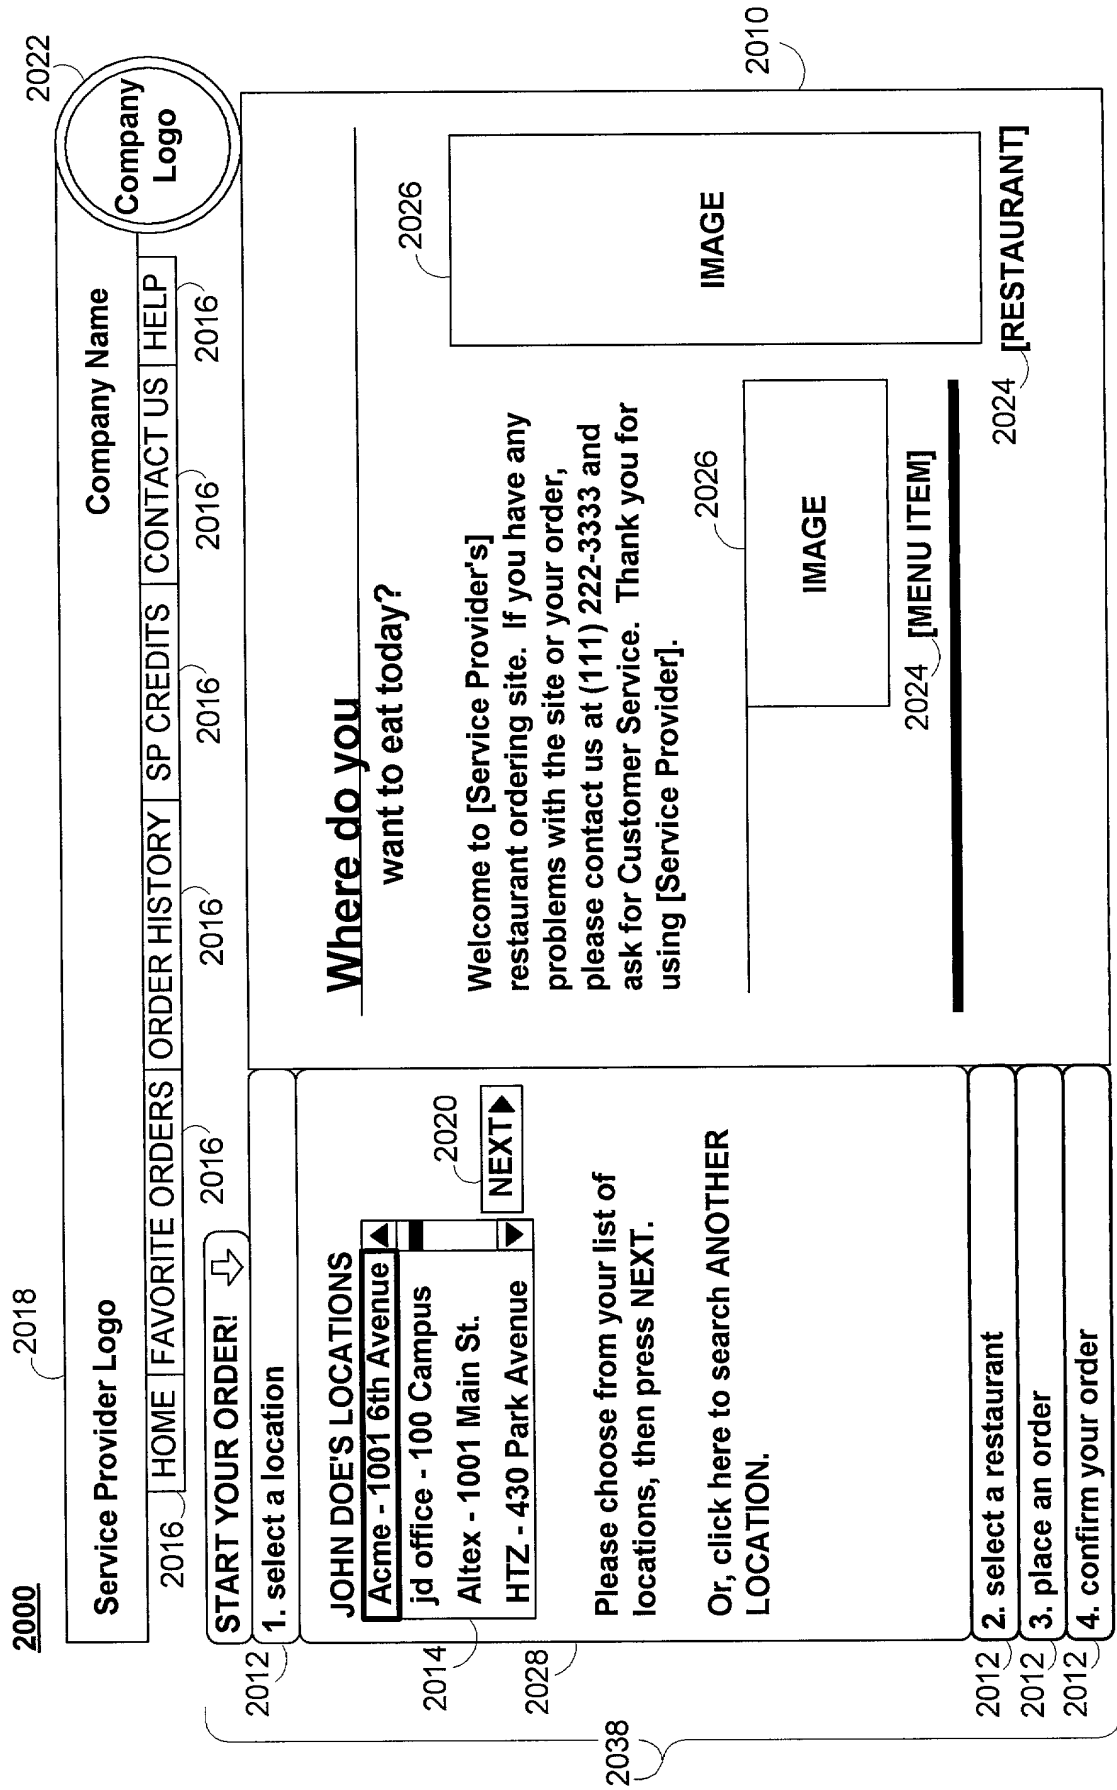 2000
2018
2022
Service Provider Logo
Company Name
Company
Logo
HOME
FAVORITE ORDERS
ORDER HISTORY
SP CREDITS
CONTACT US
HELP
2016
2016
2016
2016
2016
2016
START YOUR ORDER!
2012
1. select a location
JOHN DOE'S LOCATIONS
Acme - 1001 6th Avenue
jd office - 100 Campus
Altex - 1001 Main St.
HTZ - 430 Park Avenue
2014
2020
NEXT
2028
Please choose from your list of
locations, then press NEXT.
Or, click here to search ANOTHER
LOCATION.
2012
2. select a restaurant
2012
3. place an order
2012
4. confirm your order
2038
2010
Where do you
want to eat today?
Welcome to [Service Provider's]
restaurant ordering site. If you have any
problems with the site or your order,
please contact us at (111) 222-3333 and
ask for Customer Service. Thank you for
using [Service Provider].
2026
IMAGE
2026
IMAGE
2024
[MENU ITEM]
2024
[RESTAURANT]